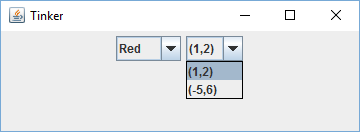 Tinker
Red (1,2)
(1,2)
(-5,6)